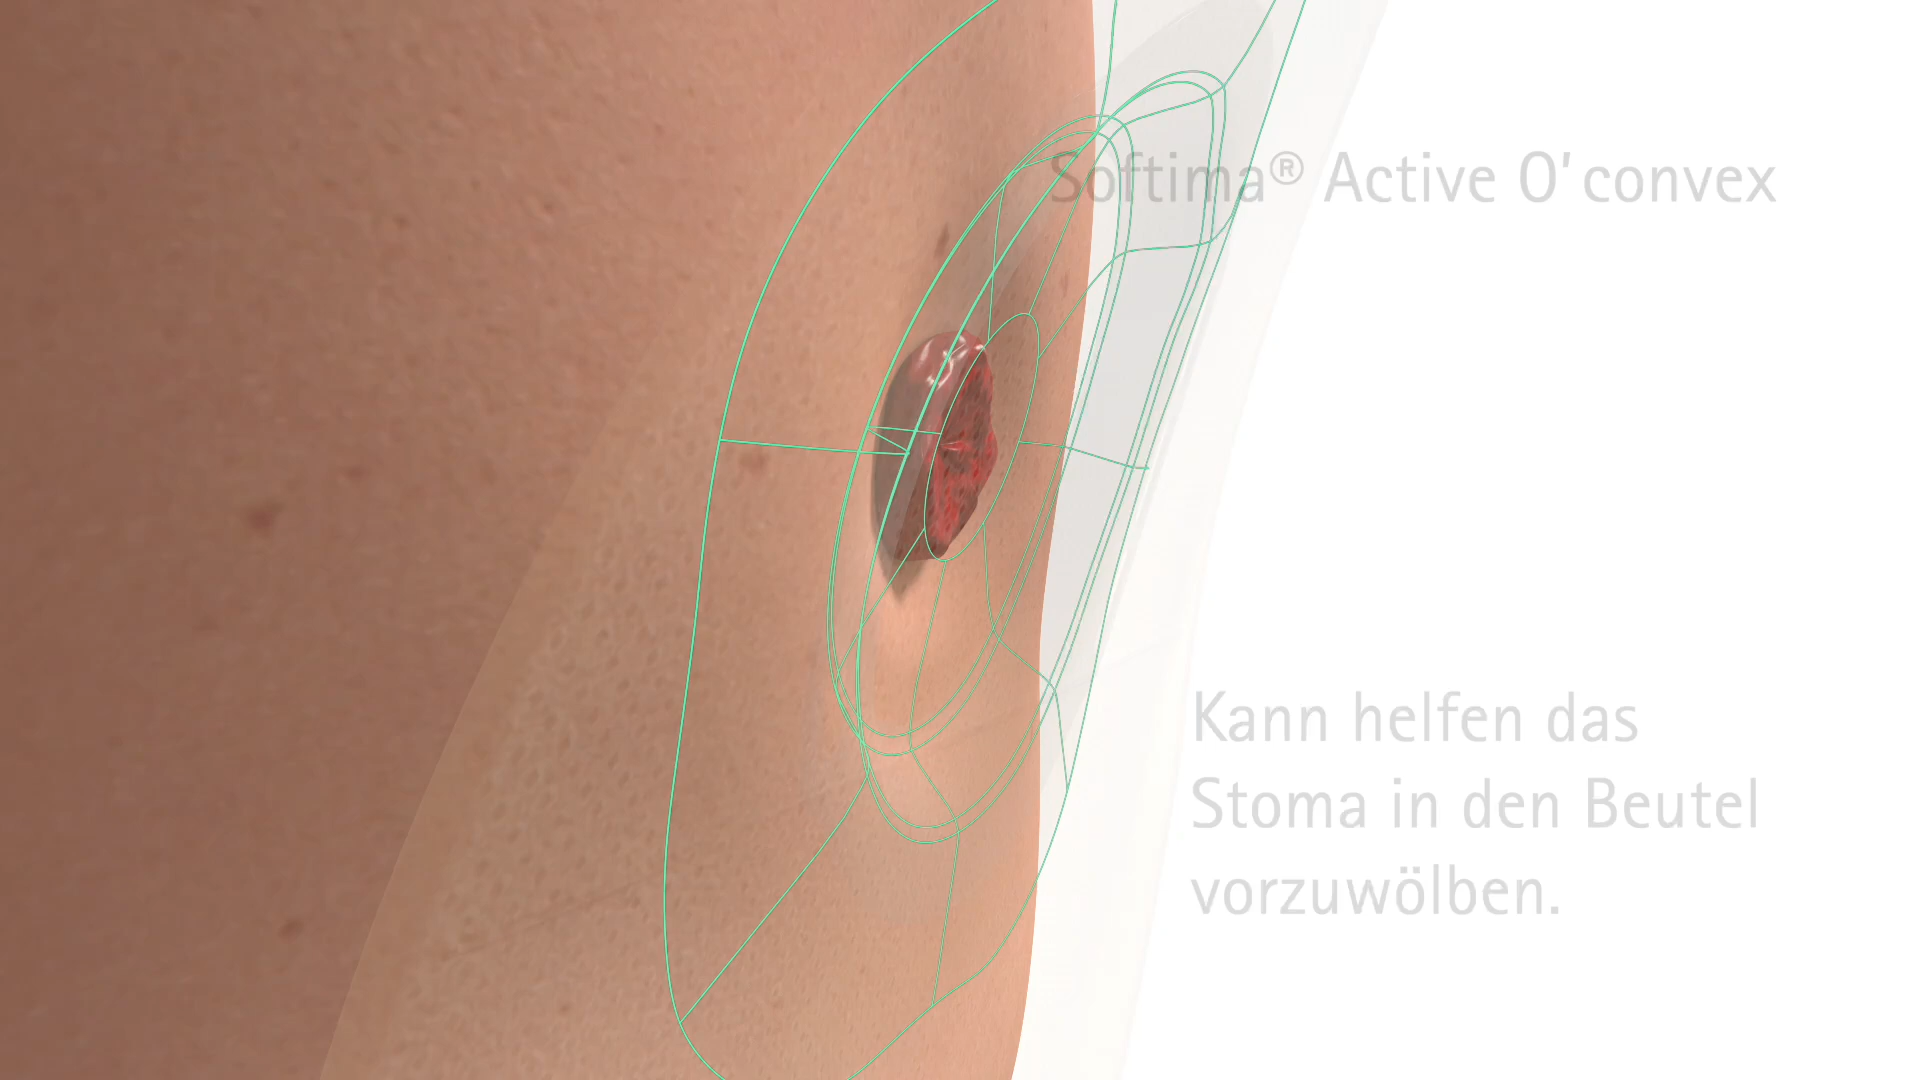 Softima® Active O'convex
Kann helfen das
Stoma in den Beutel
vorzuwölben.